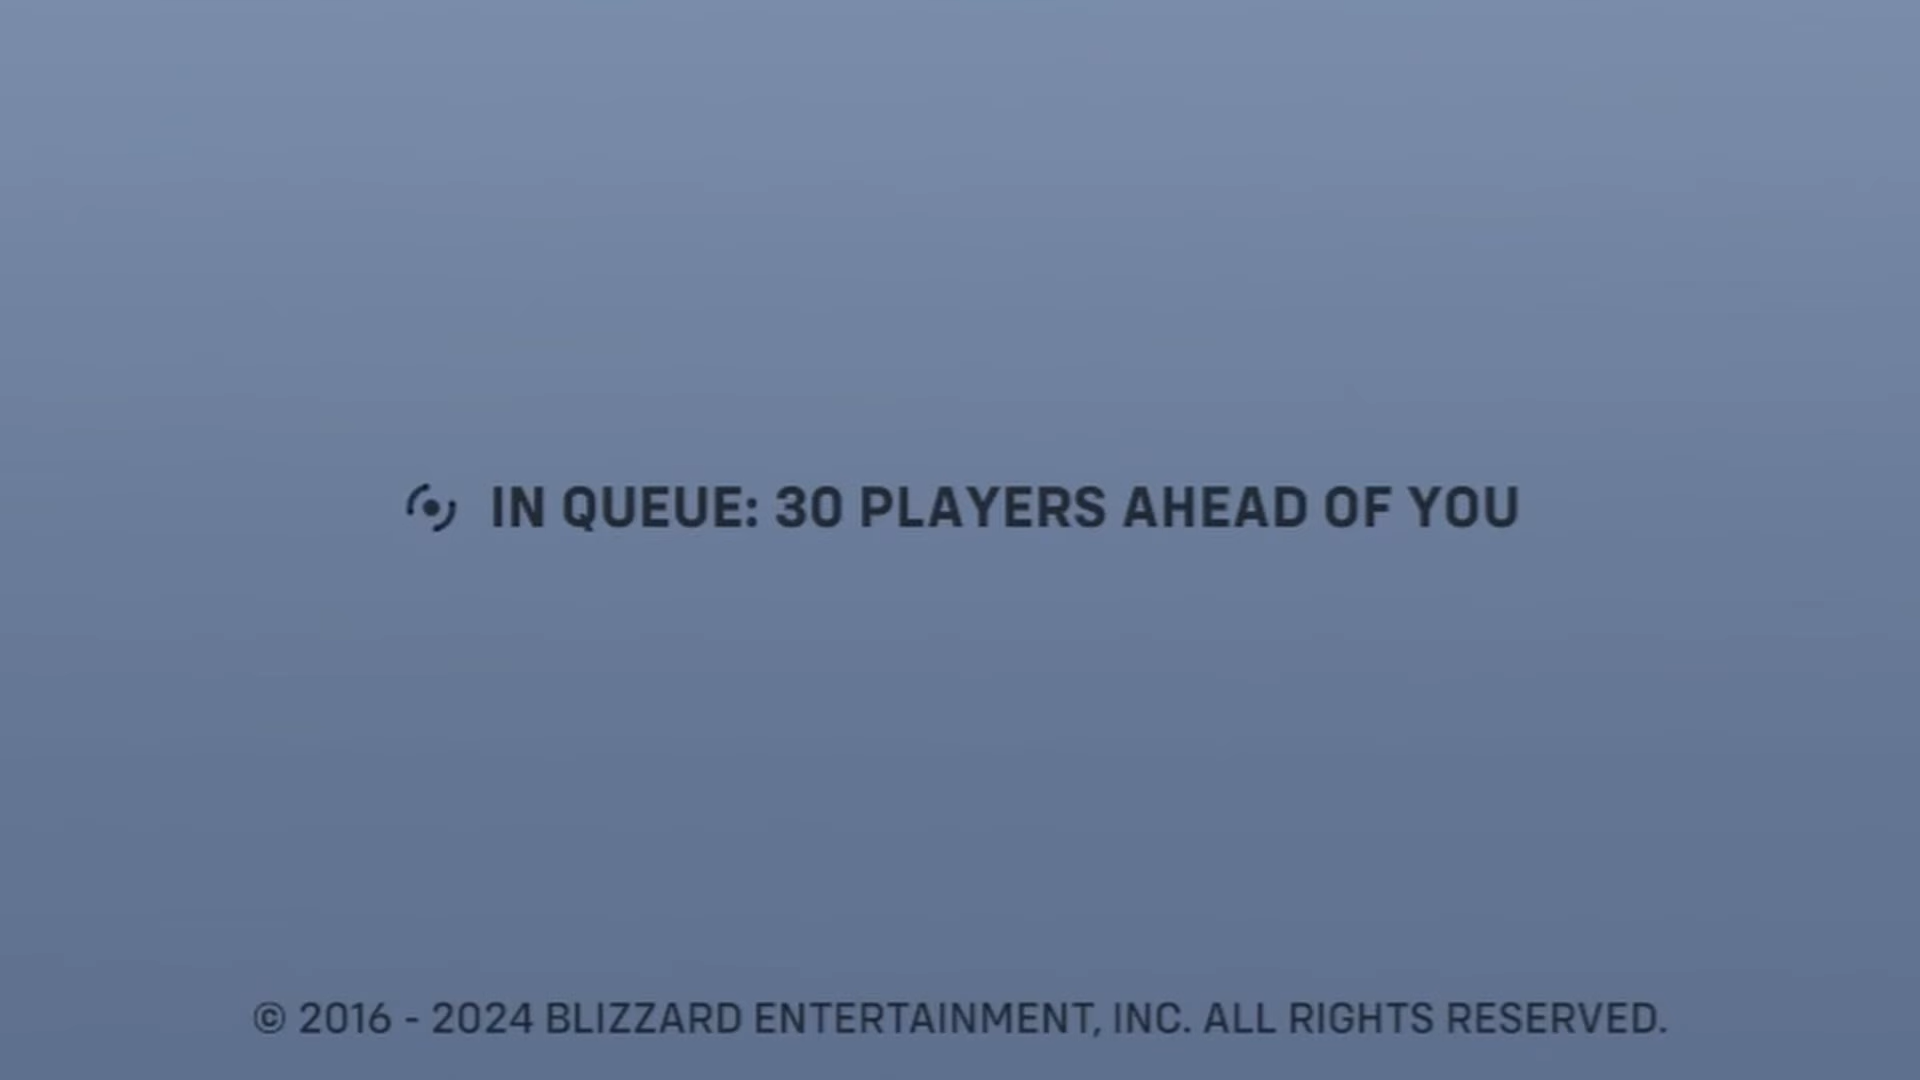 IN QUEUE: 30 PLAYERS AHEAD OF YOU
© 2016 - 2024 BLIZZARD ENTERTAINMENT, INC. ALL RIGHTS RESERVED.